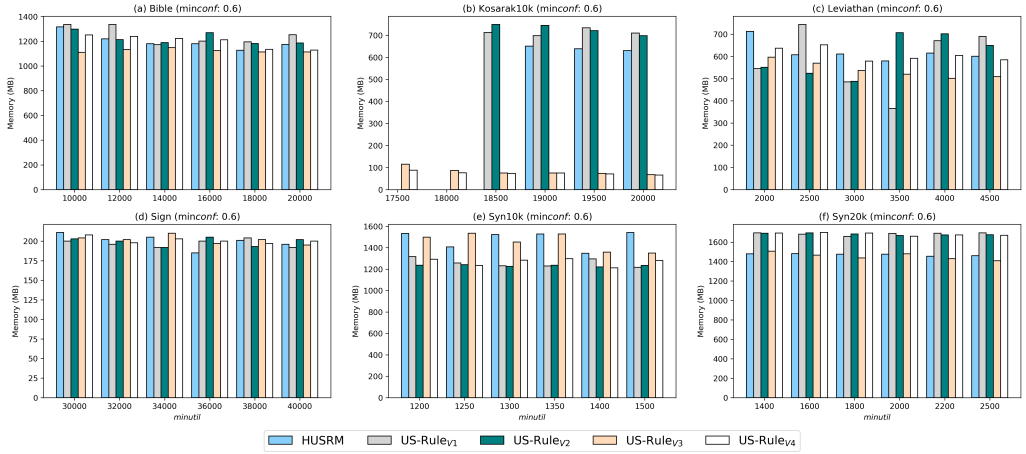 (a) Bible (minconf: 0.6)
Memory (MB)
1400
1200
1000
800
600
400
200
0
10000 12000 14000 16000 18000 20000
(b) Kosarak10k (minconf: 0.6)
Memory (MB)
700
600
500
400
300
200
100
0
17500 18000 18500 19000 19500 20000
(c) Leviathan (minconf: 0.6)
Memory (MB)
700
600
500
400
300
200
100
0
2000 2500 3000 3500 4000 4500
(d) Sign (minconf: 0.6)
Memory (MB)
200
175
150
125
100
75
50
25
0
30000 32000 34000 36000 38000 40000
minutil
(e) Syn10k (minconf: 0.6)
Memory (MB)
1600
1400
1200
1000
800
600
400
200
0
1200 1250 1300 1350 1400 1500
minutil
(f) Syn20k (minconf: 0.6)
Memory (MB)
1600
1400
1200
1000
800
600
400
200
0
1400 1600 1800 2000 2200 2500
minutil
HUSRM US-RuleV1 US-RuleV2 US-RuleV3 US-RuleV4